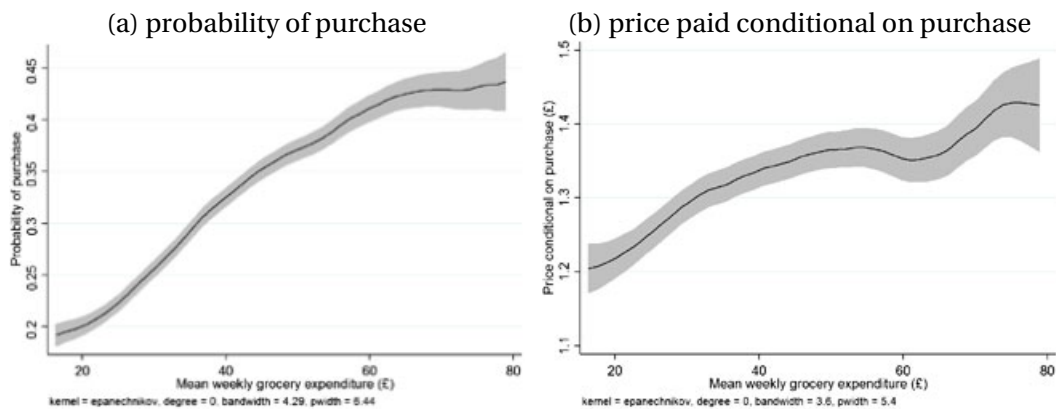 (a) probability of purchase
(b) price paid conditional on purchase
Probability of purchase
0.45
0.4
0.35
0.3
0.25
0.2
20
40
60
80
Mean weekly grocery expenditure (£)
kernel = epanechnikov, degree = 0, bandwidth = 4.29, pwidth = 6.44
Price conditional on purchase (£)
1.5
1.4
1.3
1.2
1.1
20
40
60
80
Mean weekly grocery expenditure (£)
kernel = epanechnikov, degree = 0, bandwidth = 3.6, pwidth = 5.4